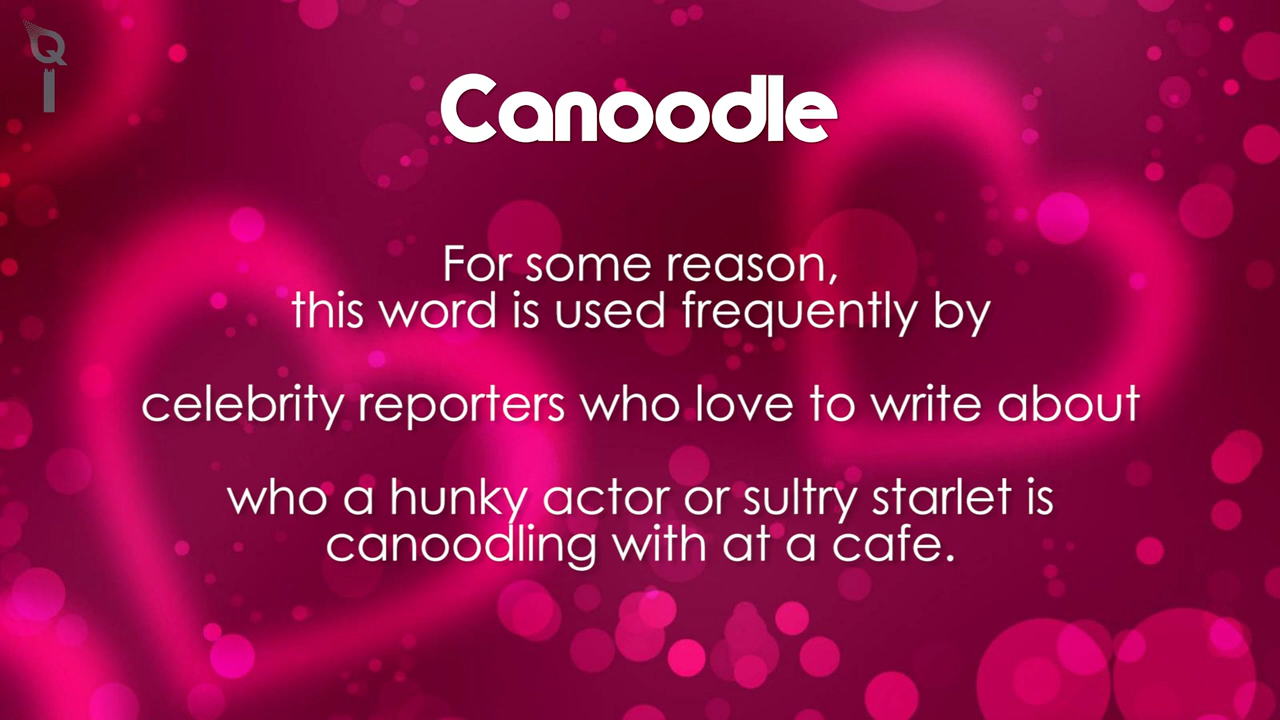 Q
I
Canoodle
For some reason,
this word is used frequently by
celebrity reporters who love to write about
who a hunky actor or sultry starlet is
canoodling with at a cafe.